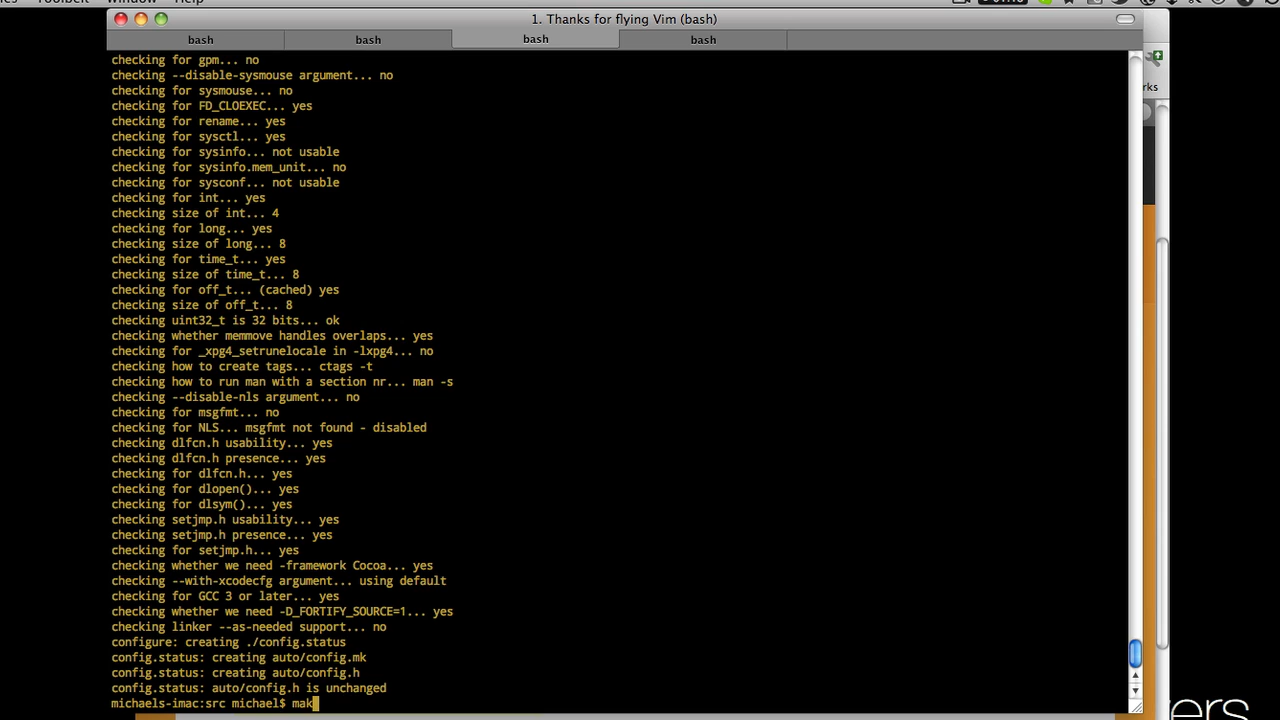 Window Help
1. Thanks for flying Vim (bash)
bash bash bash bash
checking for gpm... no
checking --disable-sysmouse argument... no
checking for sysmouse... no
checking for FD_CLOEXEC... yes
checking for rename... yes
checking for sysctl... yes
checking for sysinfo... not usable
checking for sysinfo.mem_unit... no
checking for sysconf... not usable
checking for int... yes
checking size of int... 4
checking for long... yes
checking size of long... 8
checking for time_t... yes
checking size of time_t... 8
checking for off_t... (cached) yes
checking size of off_t... 8
checking uint32_t is 32 bits... ok
checking whether memmove handles overlaps... yes
checking for _xpg4_setrunelocale in -lxpg4... no
checking how to create tags... ctags -t
checking how to run man with a section nr... man -s
checking --disable-nls argument... no
checking for msgfmt... no
checking for NLS... msgfmt not found - disabled
checking dlfcn.h usability... yes
checking dlfcn.h presence... yes
checking for dlfcn.h... yes
checking for dlopen()... yes
checking for dlsym()... yes
checking setjmp.h usability... yes
checking setjmp.h presence... yes
checking for setjmp.h... yes
checking whether we need -framework Cocoa... yes
checking --with-xcodecfg argument... using default
checking for GCC 3 or later... yes
checking whether we need -D_FORTIFY_SOURCE=1... yes
checking linker --as-needed support... no
configure: creating ./config.status
config.status: creating auto/config.mk
config.status: creating auto/config.h
config.status: auto/config.h is unchanged
michaels-imac:src michael$ mak
rks
vers